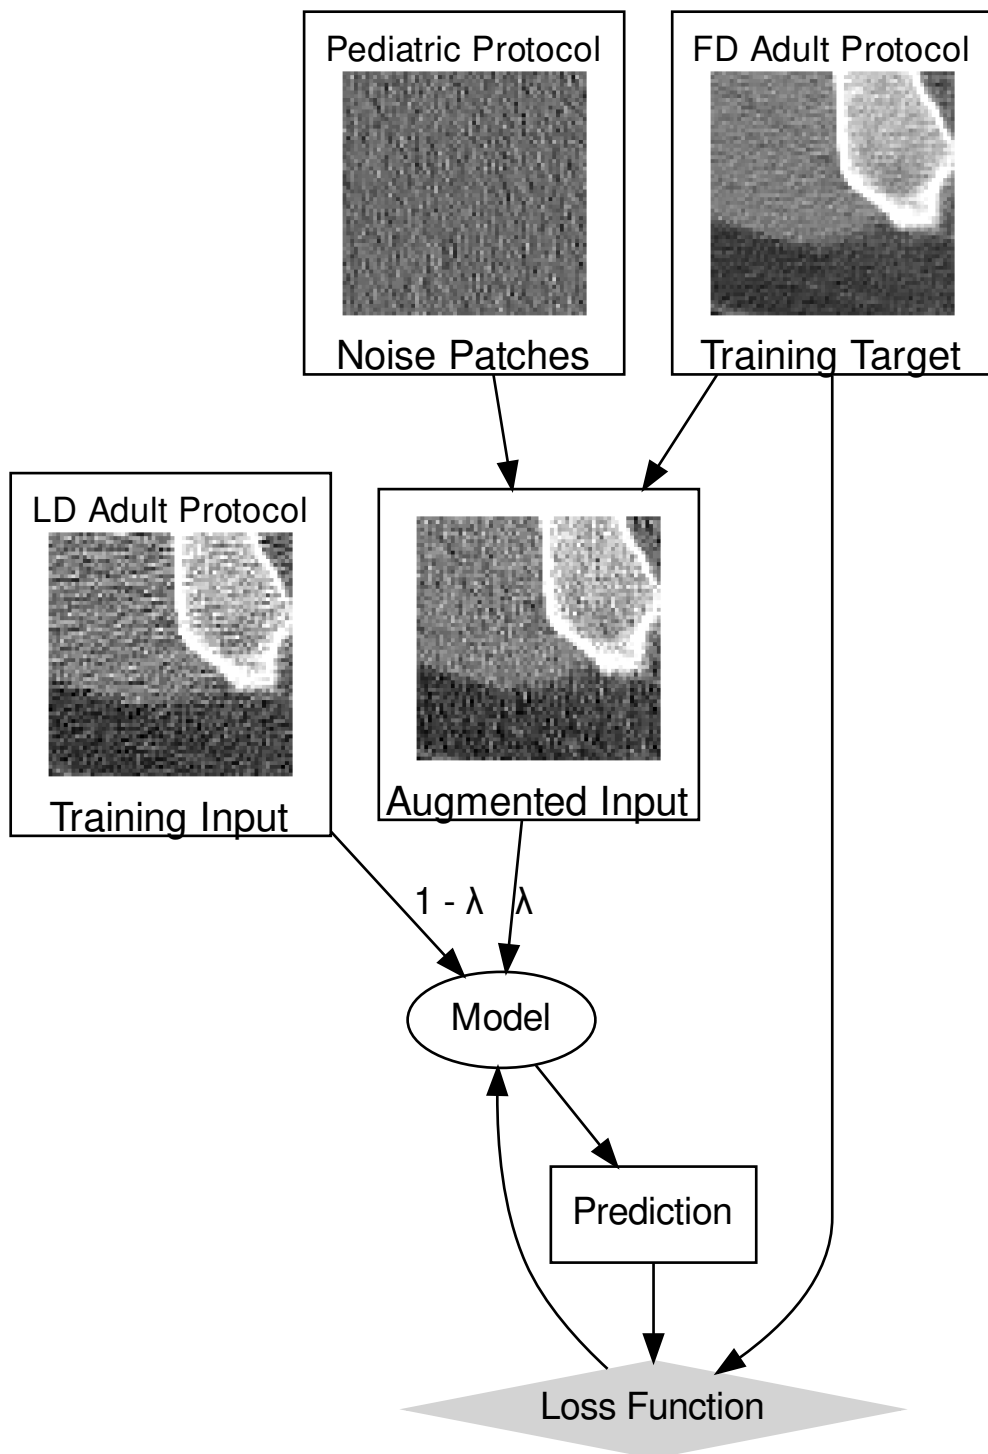 Pediatric Protocol
Noise Patches
FD Adult Protocol
Training Target
LD Adult Protocol
Training Input
Augmented Input
1 - λ
λ
Model
Prediction
Loss Function